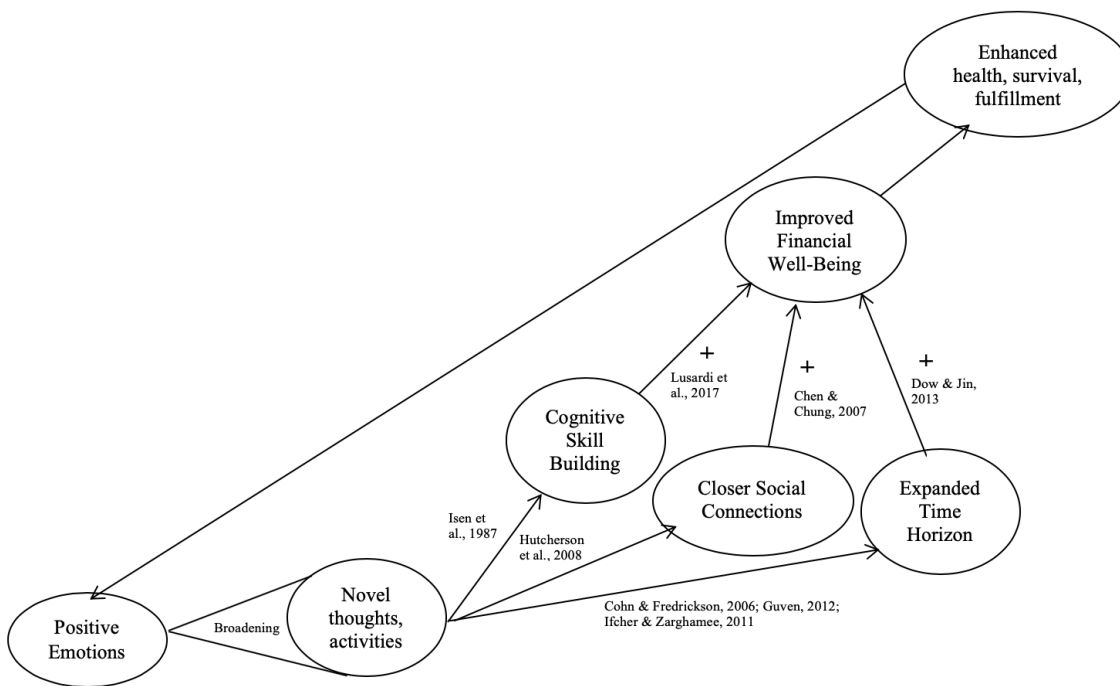 Enhanced
health, survival,
fulfillment
Improved
Financial
Well-Being
+
Lusardi et
al., 2017
+
Chen &
Chung, 2007
+
Dow & Jin,
2013
Cognitive
Skill
Building
Closer Social
Connections
Expanded
Time
Horizon
Isen et
al., 1987
Hutcherson
et al., 2008
Cohn & Fredrickson, 2006; Guven, 2012;
Ifcher & Zarghamee, 2011
Novel
thoughts,
activities
Broadening
Positive
Emotions